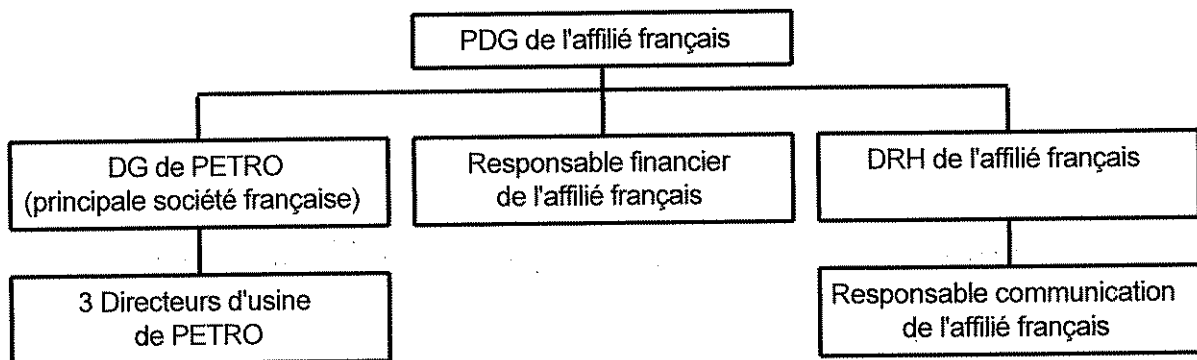 PDG de l'affilié français
DG de PETRO
(principale société française)
Responsable financier
de l'affilié français
DRH de l'affilié français
3 Directeurs d'usine
de PETRO
Responsable communication
de l'affilié français